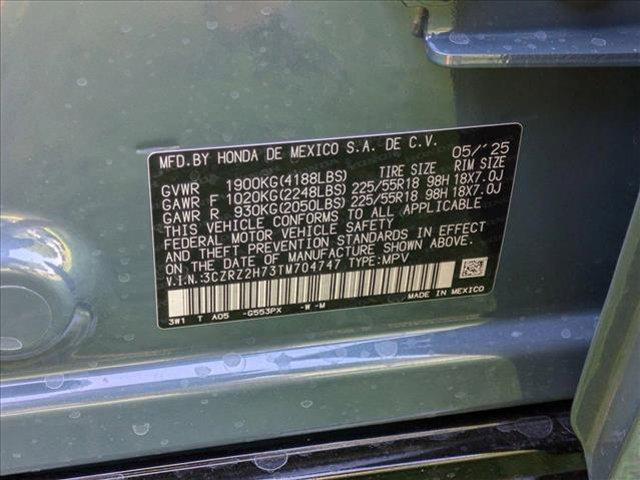 MFD.BY HONDA DE MEXICO S.A. DE C.V. 05/'25
TIRE SIZE RIM SIZE
GVWR 1900KG(4188LBS)
GAWR F 1020KG(2248LBS) 225/55R18 98H 18X7.0J
GAWR R 930KG(2050LBS) 225/55R18 98H 18X7.0J
THIS VEHICLE CONFORMS TO ALL APPLICABLE
FEDERAL MOTOR VEHICLE SAFETY
AND THEFT PREVENTION STANDARDS IN EFFECT
ON THE DATE OF MANUFACTURE SHOWN ABOVE.
V.I.N.:3CZRZ2H73TM704747 TYPE:MPV
3W1 T A05 -G553PX -W-M MADE IN MEXICO